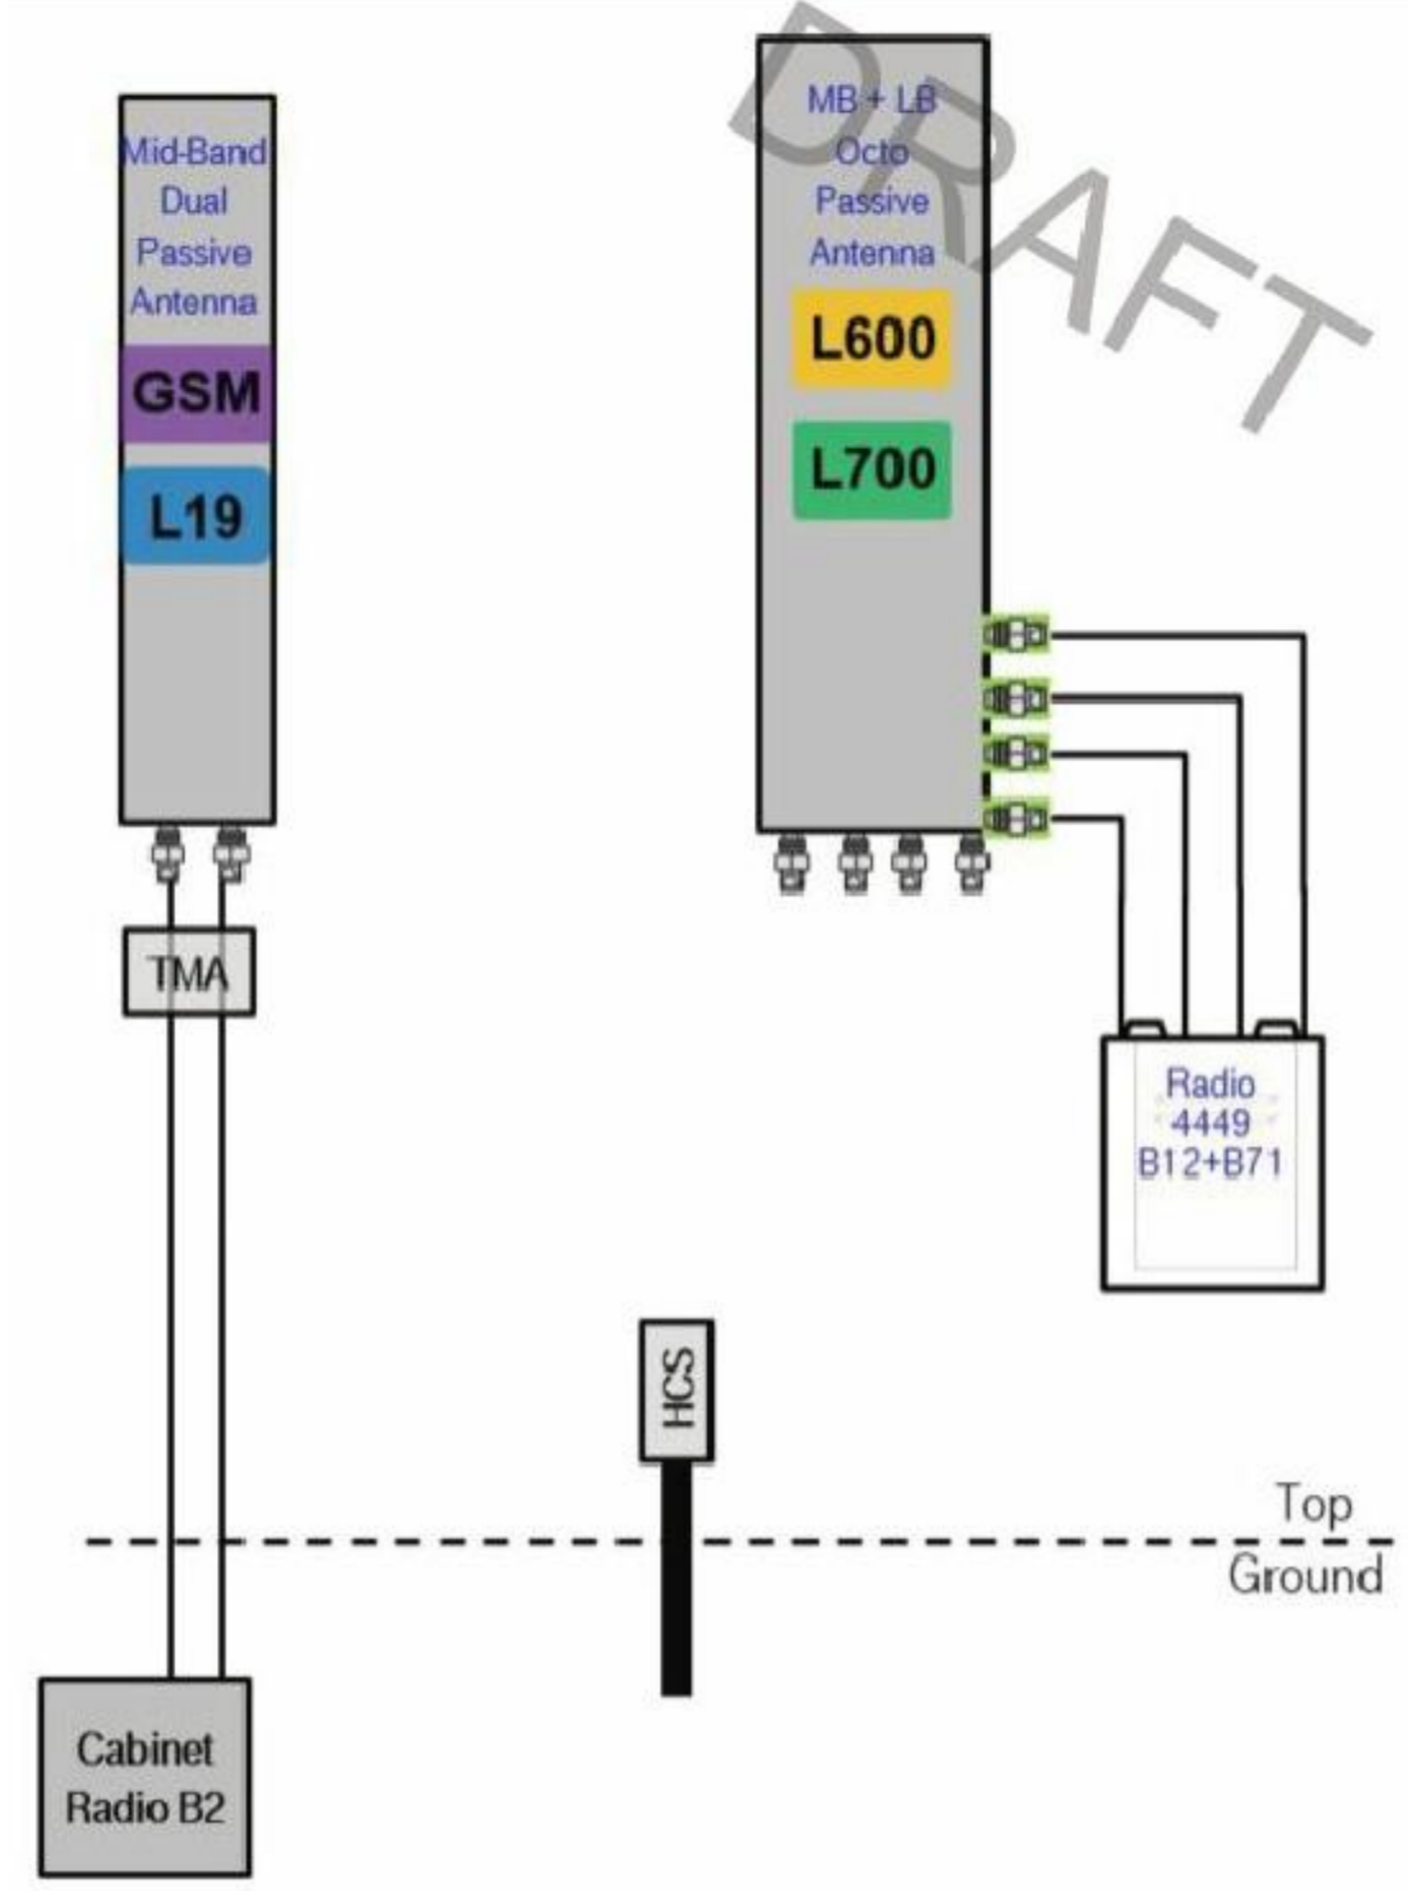 Mid-Band
Dual
Passive
Antenna
GSM
L19
TMA
Cabinet
Radio B2
MB + LB
Octo
Passive
Antenna
L600
L700
DRAFT
Radio
4449
B12+B71
HCS
Top
Ground